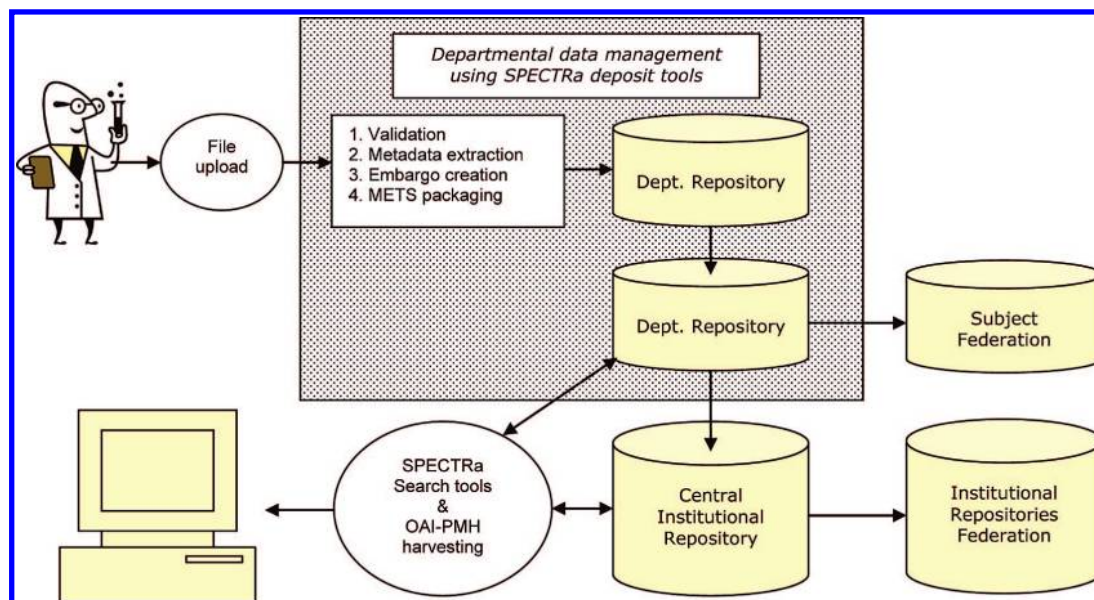 Departmental data management
using SPECTRa deposit tools
File
upload
1. Validation
2. Metadata extraction
3. Embargo creation
4. METS packaging
Dept. Repository
Dept. Repository
Subject
Federation
SPECTRa
Search tools
&
OAI-PMH
harvesting
Central
Institutional
Repository
Institutional
Repositories
Federation